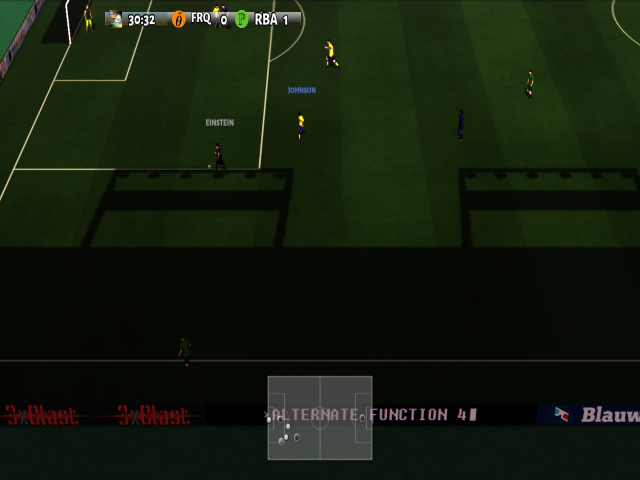 30:32 FRQ 0 RBA 1
JOHNSON
EINSTEIN
3xBlast 3xBlast >ALTERNATE FUNCTION 4 Blauw